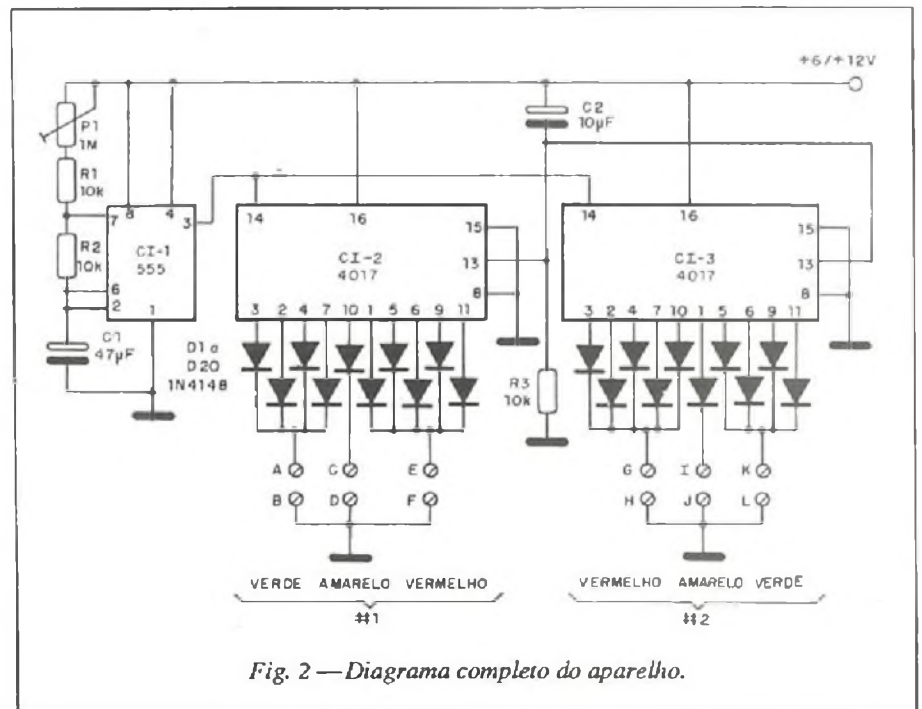 +6/+12V
P1
1M
R1
10k
R2
10k
C1
47µF
7
8
4
3
6
2
1
CI-1
555
14
16
15
13
8
CI-2
4017
3 2 4 7 10 1 5 6 9 11
D1 a
D20
1N4148
C2
10µF
R3
10k
14
16
15
13
8
CI-3
4017
3 2 4 7 10 1 5 6 9 11
A C E
B D F
G I K
H J L
VERDE AMARELO VERMELHO
#1
VERMELHO AMARELO VERDE
#2
Fig. 2 — Diagrama completo do aparelho.